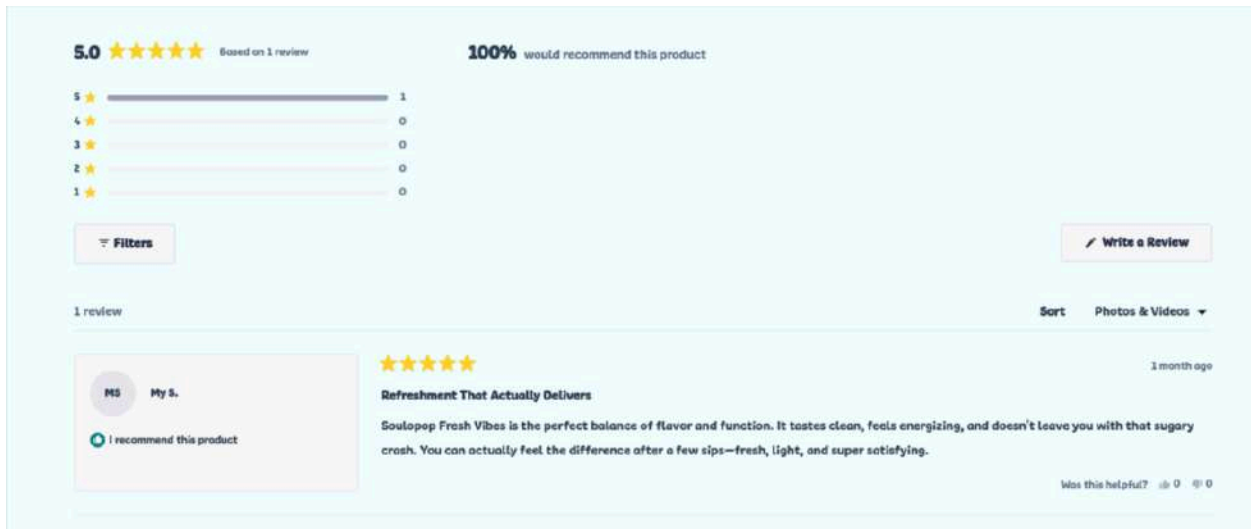 5.0 Based on 1 review
100% would recommend this product
5 1
4 0
3 0
2 0
1 0
Filters
Write a Review
1 review
Sort Photos & Videos
1 month ago
MS My S.
Refreshment That Actually Delivers
I recommend this product
Soulopop Fresh Vibes is the perfect balance of flavor and function. It tastes clean, feels energizing, and doesn't leave you with that sugary
crash. You can actually feel the difference after a few sips—fresh, light, and super satisfying.
Was this helpful? 0 0